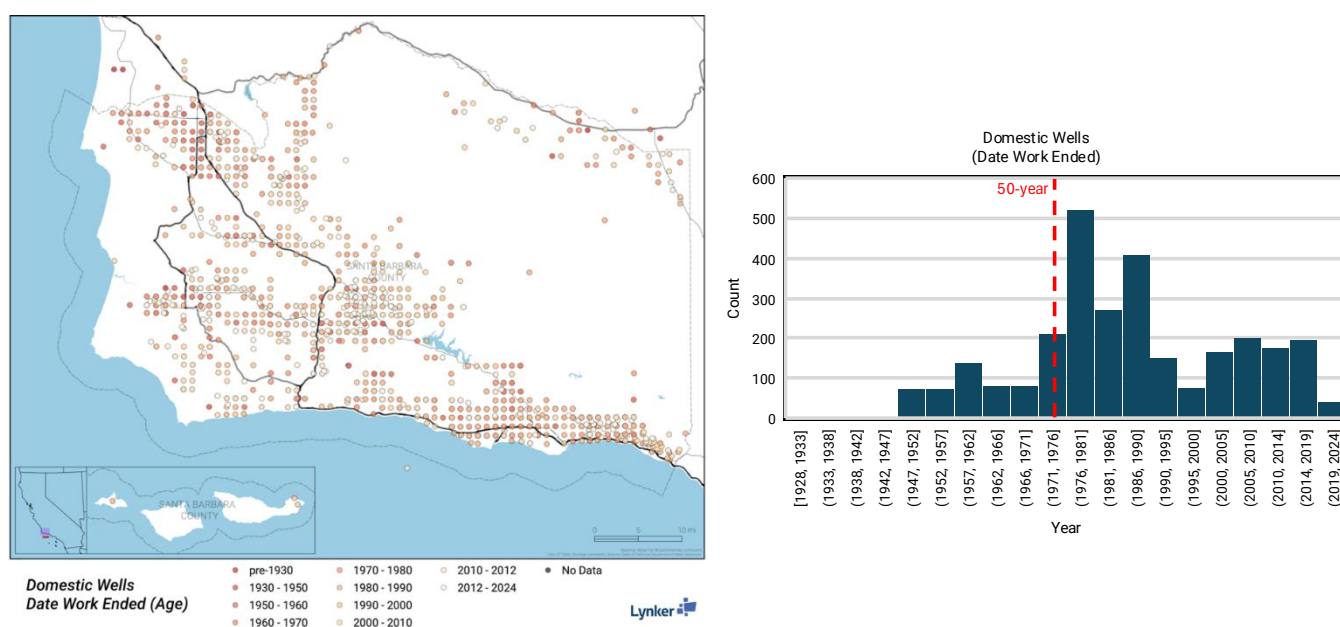 SANTA BARBARA
COUNTY
SANTA BARBARA
COUNTY
0 5 10 mi
Domestic Wells
Date Work Ended (Age)
pre-1930
1930 - 1950
1950 - 1960
1960 - 1970
1970 - 1980
1980 - 1990
1990 - 2000
2000 - 2010
2010 - 2012
2012 - 2024
No Data
Lynker
Domestic Wells
(Date Work Ended)
50-year
600
500
400
300
200
100
0
Count
[1928, 1933]
(1933, 1938]
(1938, 1942]
(1942, 1947]
(1947, 1952]
(1952, 1957]
(1957, 1962]
(1962, 1966]
(1966, 1971]
(1971, 1976]
(1976, 1981]
(1981, 1986]
(1986, 1990]
(1990, 1995]
(1995, 2000]
(2000, 2005]
(2005, 2010]
(2010, 2014]
(2014, 2019]
(2019, 2024]
Year